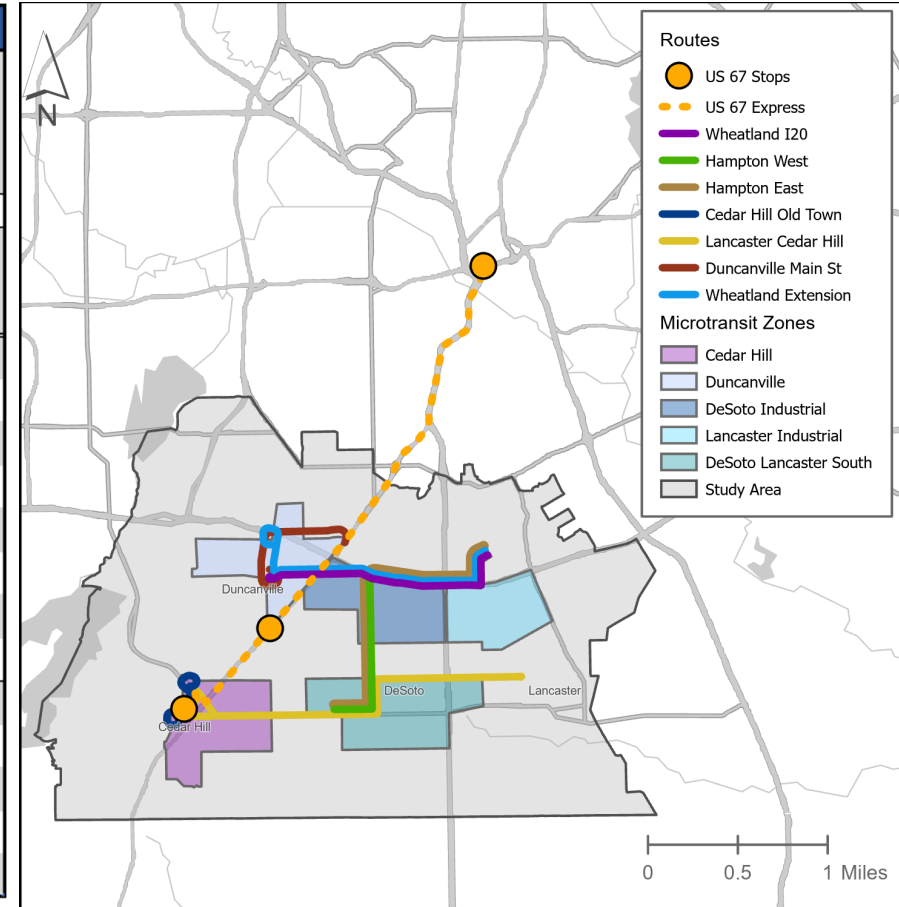 N
Routes
US 67 Stops
US 67 Express
Wheatland I20
Hampton West
Hampton East
Cedar Hill Old Town
Lancaster Cedar Hill
Duncanville Main St
Wheatland Extension
Microtransit Zones
Cedar Hill
Duncanville
DeSoto Industrial
Lancaster Industrial
DeSoto Lancaster South
Study Area
Duncanville
DeSoto
Lancaster
Cedar Hill
0 0.5 1 Miles